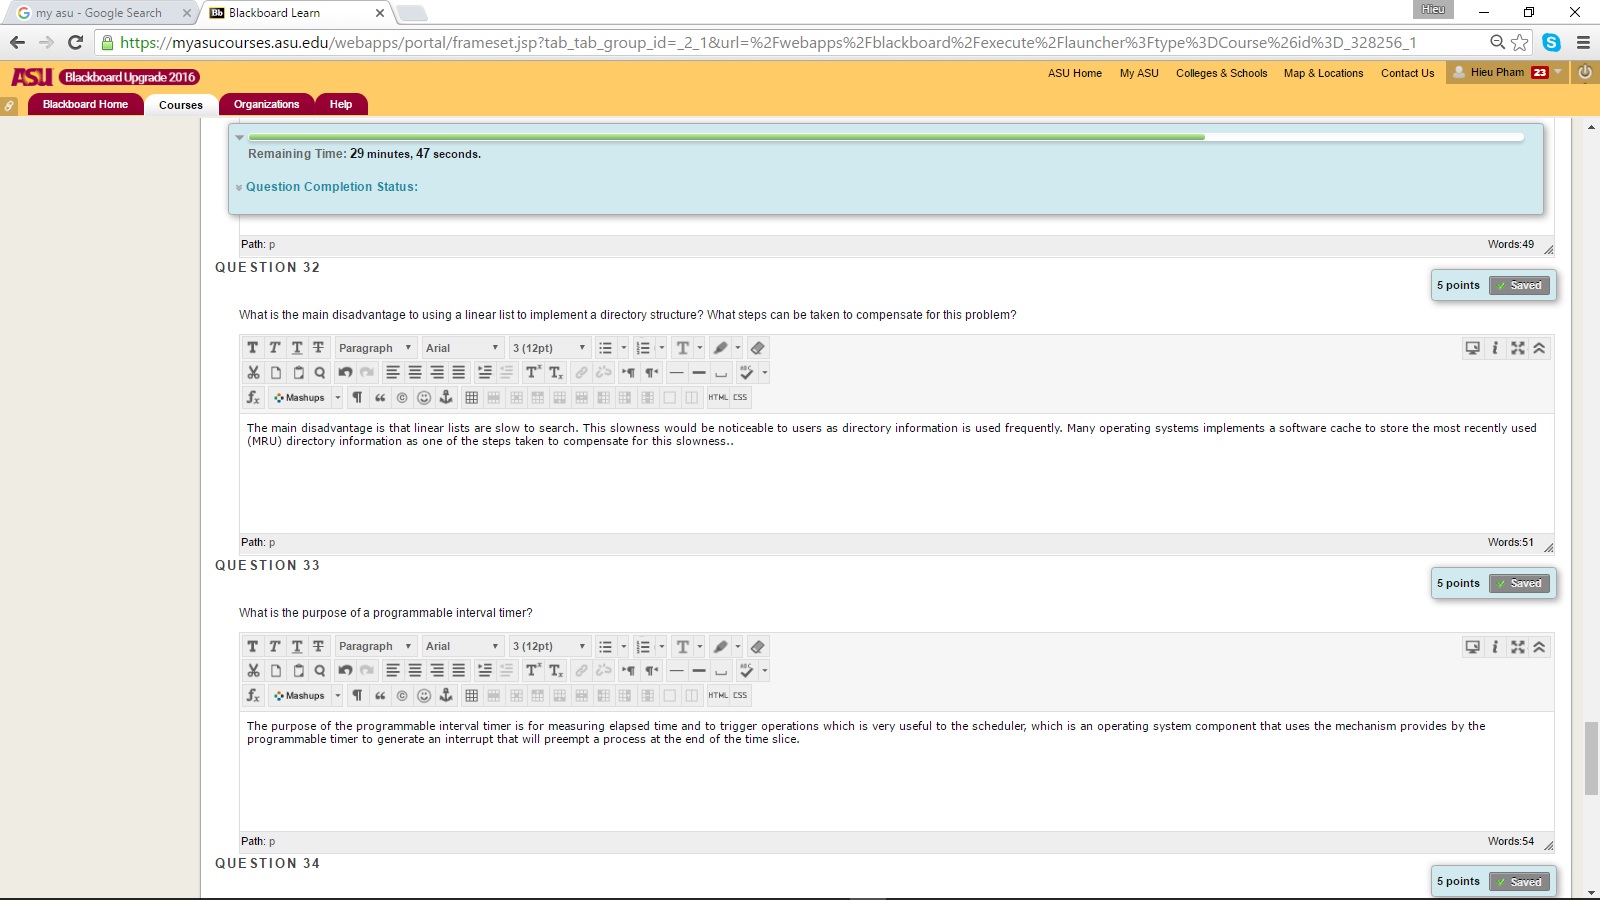 my asu - Google Search
Blackboard Learn
Hieu
https://myasucourses.asu.edu/webapps/portal/frameset.jsp?tab_tab_group_id=_2_1&url=%2Fwebapps%2Fblackboard%2Fexecute%2Flauncher%3Ftype%3DCourse%26id%3D_328256_1
ASU Blackboard Upgrade 2016
ASU Home My ASU Colleges & Schools Map & Locations Contact Us Hieu Pham 23
Blackboard Home Courses Organizations Help
Remaining Time: 29 minutes, 47 seconds.
Question Completion Status:
Path: p Words:49
QUESTION 32
5 points Saved
What is the main disadvantage to using a linear list to implement a directory structure? What steps can be taken to compensate for this problem?
T T T T Paragraph Arial 3 (12pt) T
ABC
fx Mashups HTML CSS
The main disadvantage is that linear lists are slow to search. This slowness would be noticeable to users as directory information is used frequently. Many operating systems implements a software cache to store the most recently used
(MRU) directory information as one of the steps taken to compensate for this slowness..
Path: p Words:51
QUESTION 33
5 points Saved
What is the purpose of a programmable interval timer?
T T T T Paragraph Arial 3 (12pt) T
ABC
fx Mashups HTML CSS
The purpose of the programmable interval timer is for measuring elapsed time and to trigger operations which is very useful to the scheduler, which is an operating system component that uses the mechanism provides by the
programmable timer to generate an interrupt that will preempt a process at the end of the time slice.
Path: p Words:54
QUESTION 34
5 points Saved